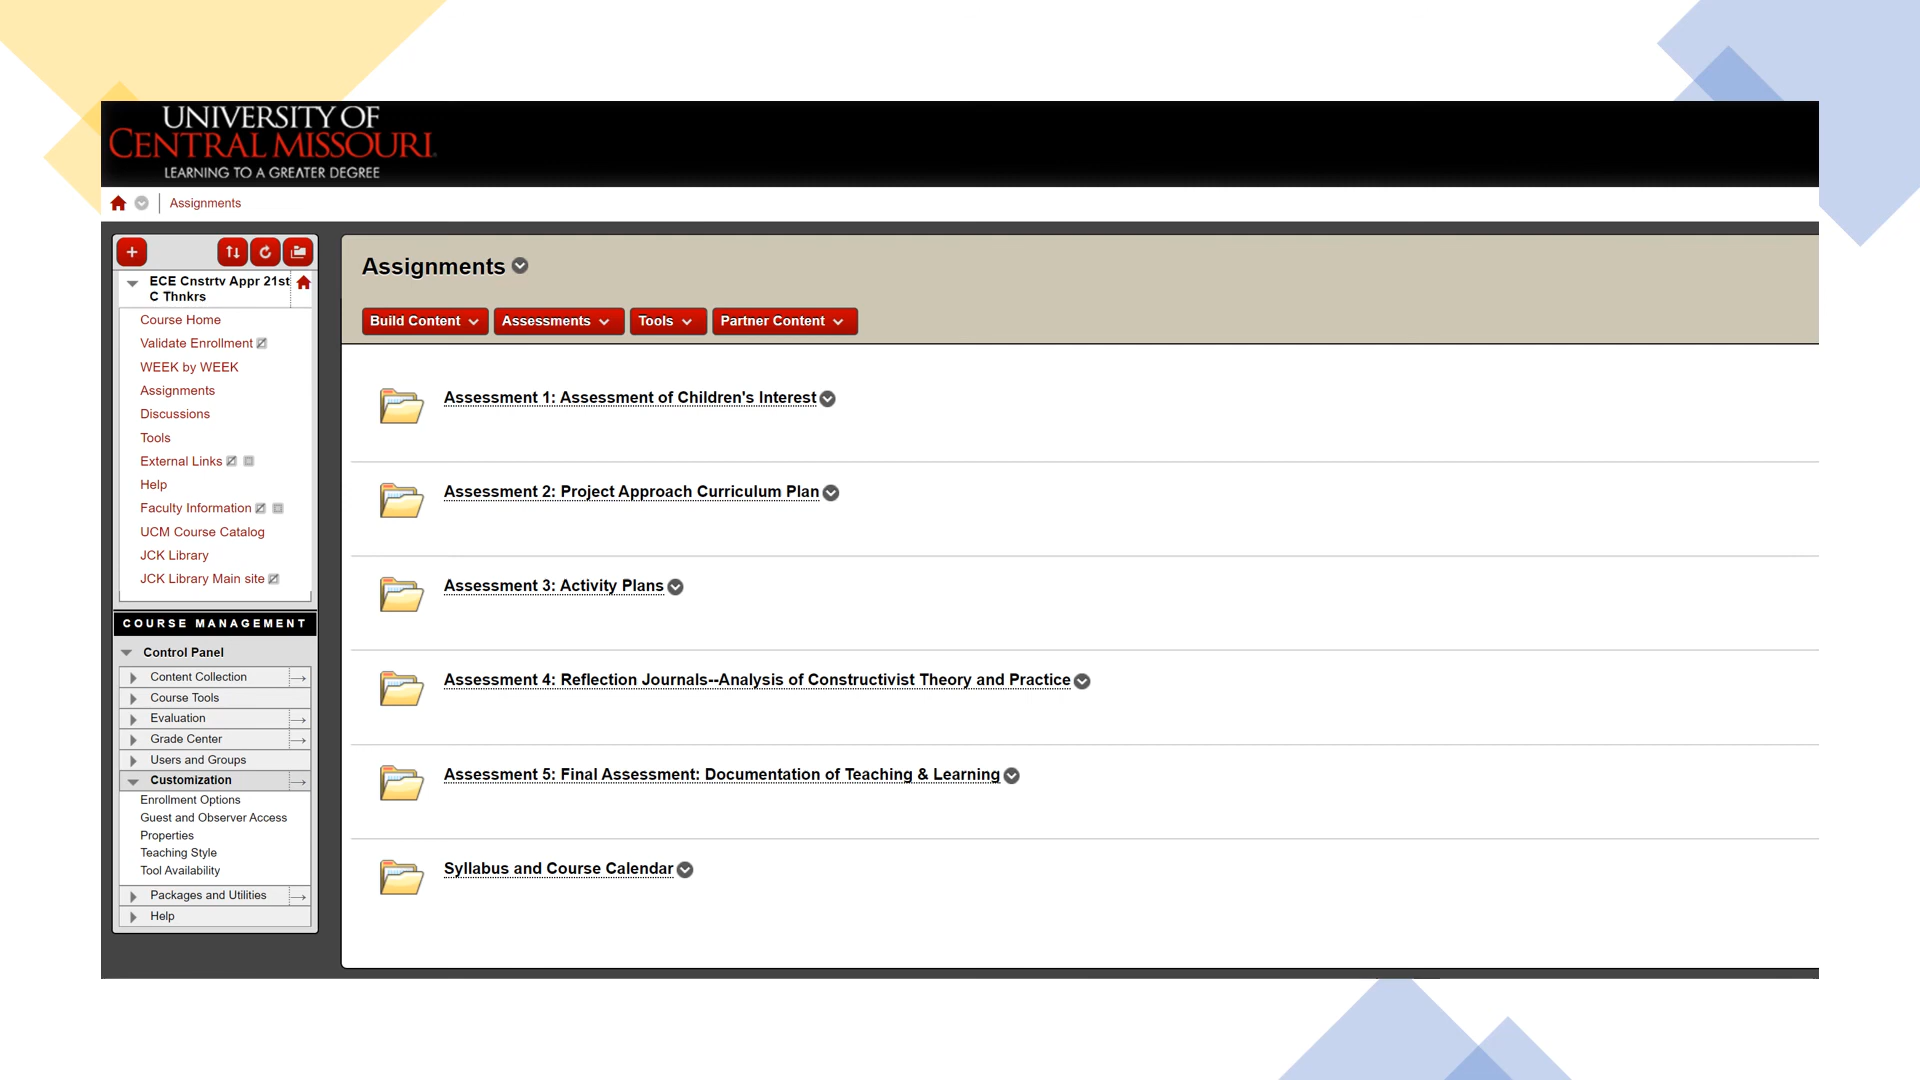 UNIVERSITY OF
CENTRAL MISSOURI
LEARNING TO A GREATER DEGREE
Assignments
ECE Cnstrtv Appr 21st
C Thnkrs
Course Home
Validate Enrollment
WEEK by WEEK
Assignments
Discussions
Tools
External Links
Help
Faculty Information
UCM Course Catalog
JCK Library
JCK Library Main site
COURSE MANAGEMENT
Control Panel
Content Collection
Course Tools
Evaluation
Grade Center
Users and Groups
Customization
Enrollment Options
Guest and Observer Access
Properties
Teaching Style
Tool Availability
Packages and Utilities
Help
Assignments
Build Content
Assessments
Tools
Partner Content
Assessment 1: Assessment of Children's Interest
Assessment 2: Project Approach Curriculum Plan
Assessment 3: Activity Plans
Assessment 4: Reflection Journals--Analysis of Constructivist Theory and Practice
Assessment 5: Final Assessment: Documentation of Teaching & Learning
Syllabus and Course Calendar